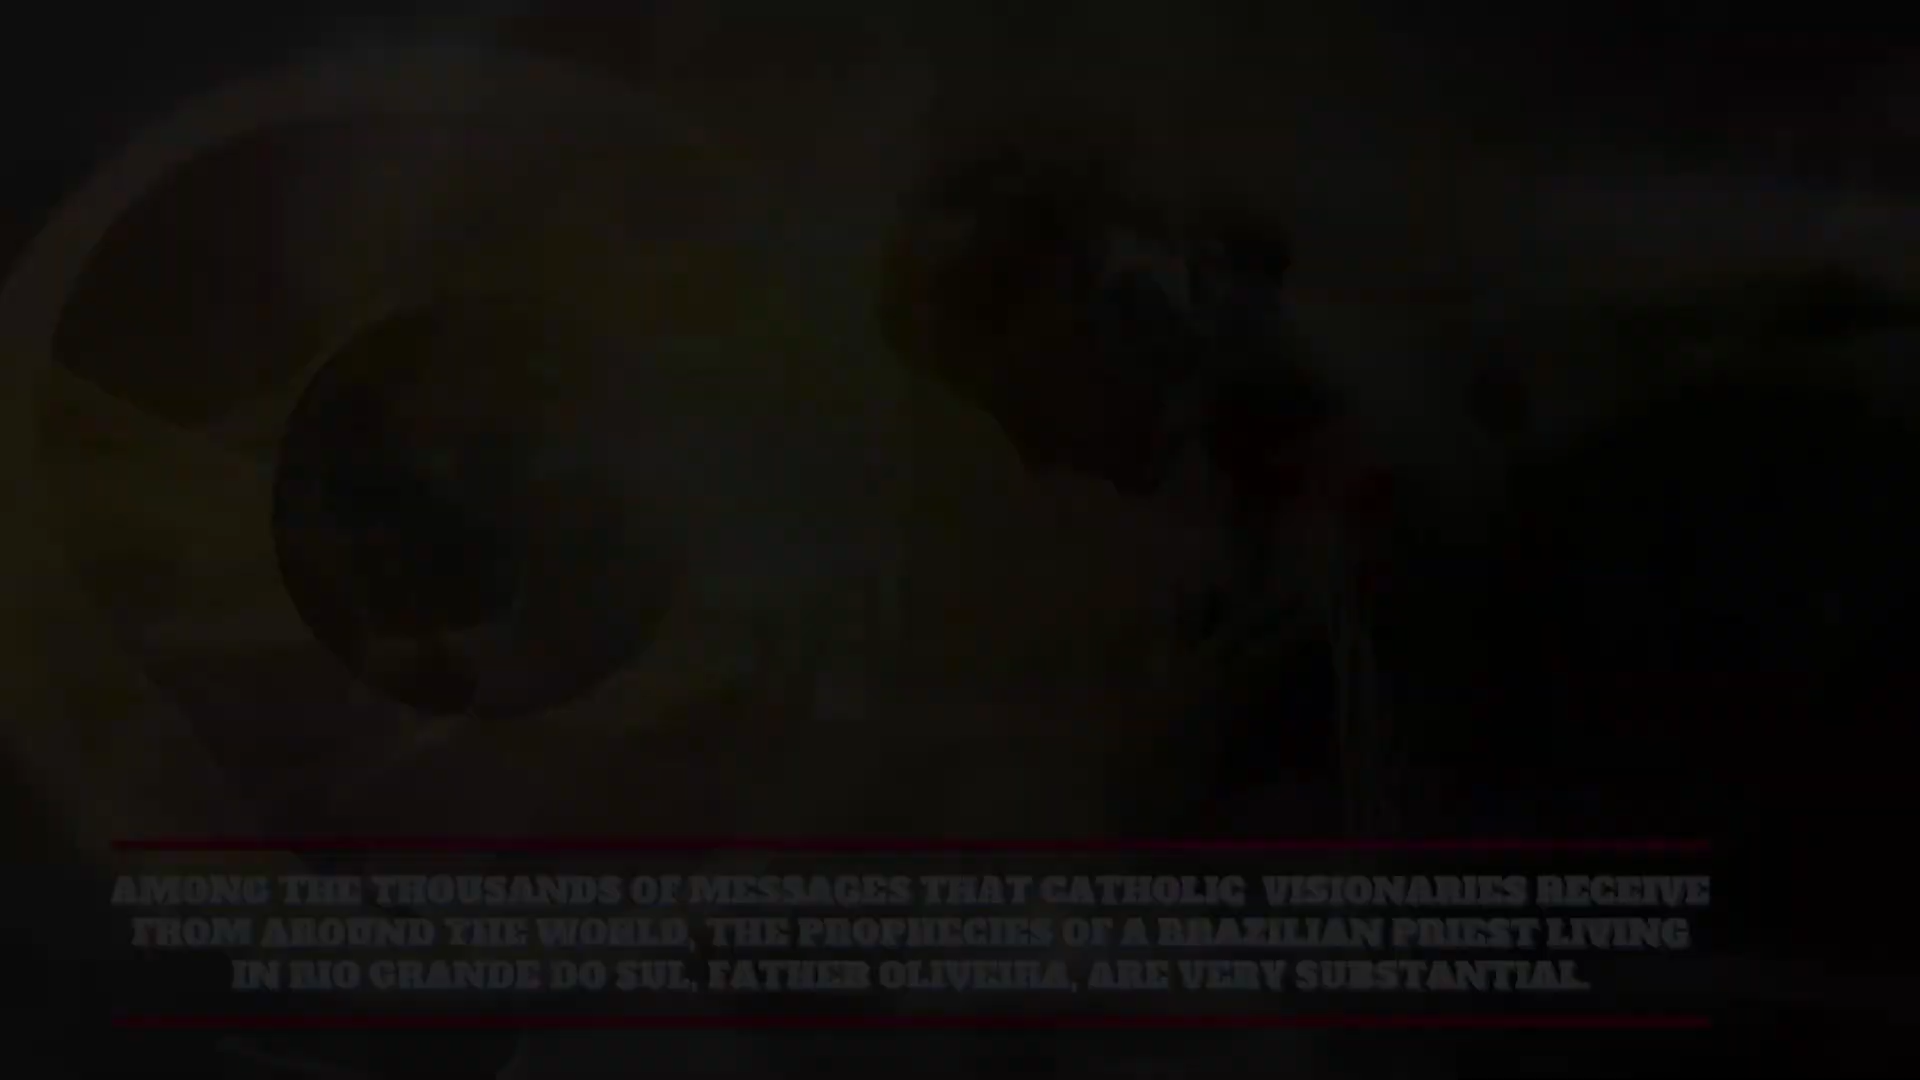 AMONG THE THOUSANDS OF MESSAGES THAT CATHOLIC VISIONARIES RECEIVE
FROM AROUND THE WORLD, THE PROPHECIES OF A BRAZILIAN PRIEST LIVING
IN RIO GRANDE DO SUL, FATHER OLIVEIRA, ARE VERY SUBSTANTIAL.